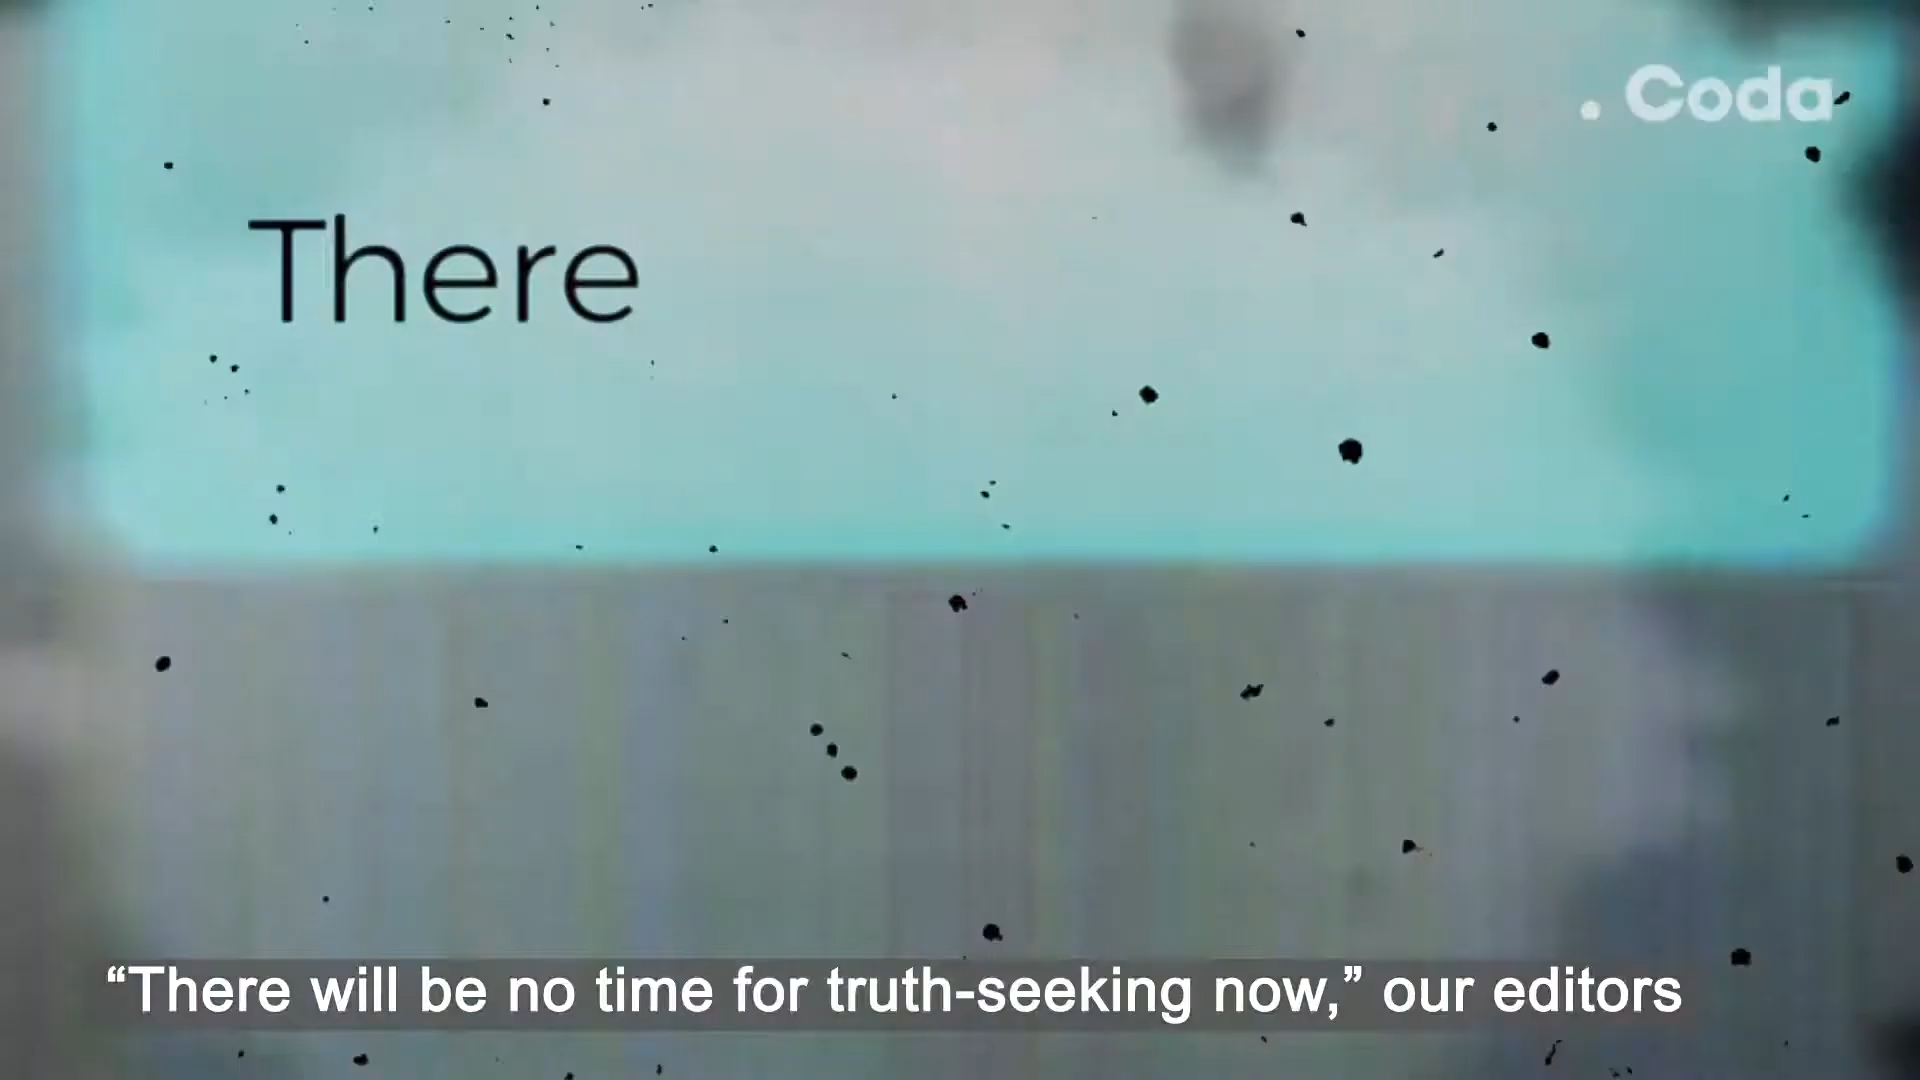 . Coda
There
“There will be no time for truth-seeking now,” our editors